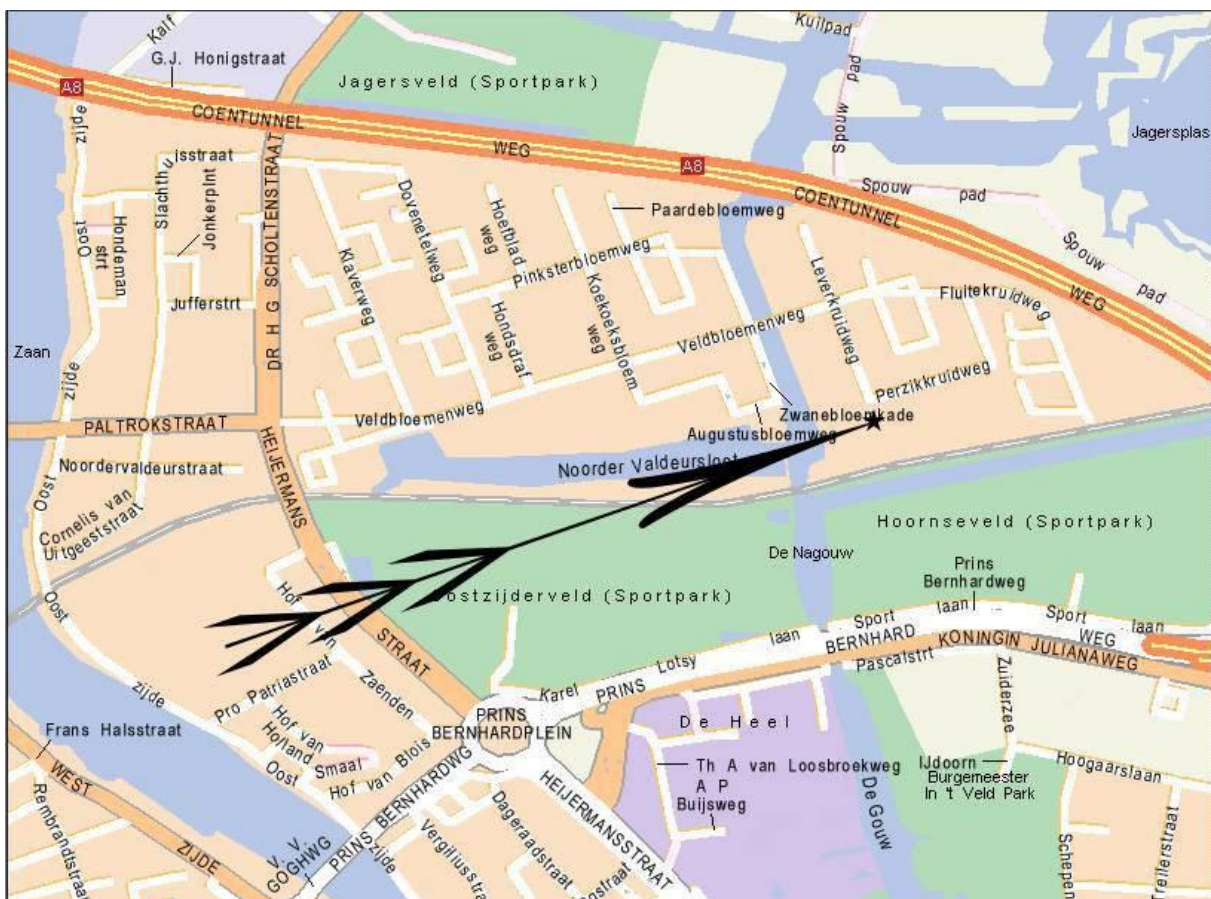 Kalf
Kuilpad
G.J. Honigstraat
Jagersveld (Sportpark)
Spouw pad
A8
COENTUNNEL
WEG
Jagersplas
Oost zijde
Slachthu isstraat
A8
COENTUNNEL
WEG
Spouw pad
Spouw pad
Hondeman
strt
Jonkerplnt
Jufferstrt
DR H G SCHOLTENSTRAAT
Klaverweg
Dovenetelweg
Hoefblad
weg
Paardebloemweg
Pinksterbloemweg
Koekoeksbloem
weg
Hondsdraf
weg
Leverkruidweg
Fluitekruidweg
Veldbloemenweg
Perzikkruidweg
Zaan
zijde
PALTROKSTRAAT
Veldbloemenweg
Zwanebloemkade
Augustusbloemweg
Noordervaldeurstraat
HEIJERMANS
Noorder Valdeursloot
Oost
Cornelis van
Uitgeeststraat
Hoornseveld (Sportpark)
De Nagouw
Prins
Bernhardweg
Oost
Hof van
Zaenden
Oostzijderveld (Sportpark)
STRAAT
Karel Lotsy laan
Sport laan
Sport laan
PRINS BERNHARD WEG
KONINGIN JULIANAWEG
Pascalstrt
Zuiderzee
zijde
Pro Patriastraat
PRINS
BERNHARDPLEIN
De Heel
Frans Halsstraat
Hof van
Holland
Smaal
Hof van Blois
Oost
WEST
ZIJDE
Th A van Loosbroekweg
A P
Buijsweg
IJdoorn
Burgemeester
In 't Veld Park
Hoogaarslaan
De Gouw
Rembrandtstraat
V. V.
GOGHWG
PRINS BERNHARDWG
zijde
Vergiliusstr
Dageraadstraat
HEIJERMANSSTRAAT
Schepen
Treilerstraat